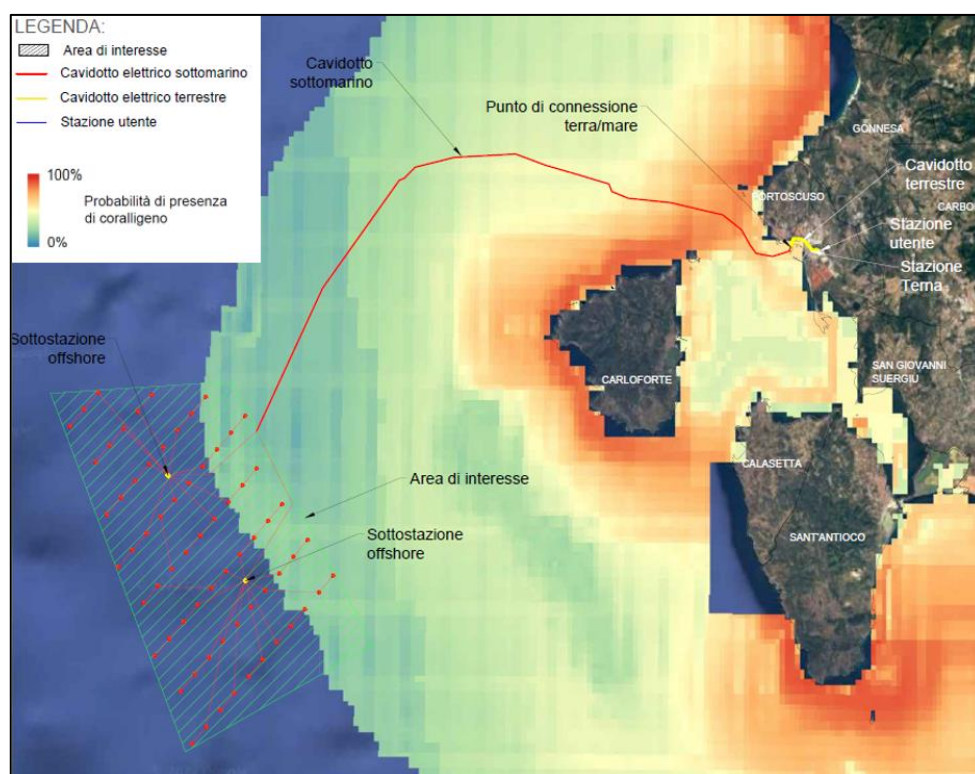 LEGENDA:
Area di interesse
Cavidotto elettrico sottomarino
Cavidotto elettrico terrestre
Stazione utente
100%
Probabilità di presenza
di coralligeno
0%
Cavidotto
sottomarino
Punto di connessione
terra/mare
GONNESA
Cavidotto
terrestre
PORTOSCUSO
CARBO
Stazione
utente
Stazione
Terna
Sottostazione
offshore
CARLOFORTE
SAN GIOVANNI
SUERGIU
CALASETTA
Area di interesse
Sottostazione
offshore
SANT'ANTIOCO